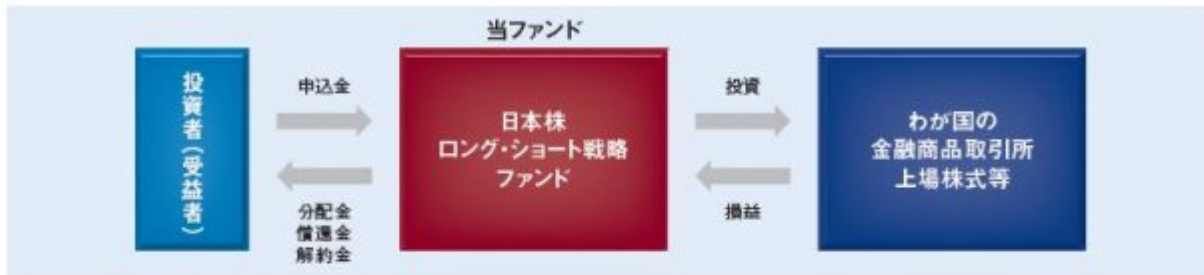 当ファンド
投資者(受益者)
申込金
分配金
償還金
解約金
日本株
ロング・ショート戦略
ファンド
投資
損益
わが国の
金融商品取引所
上場株式等